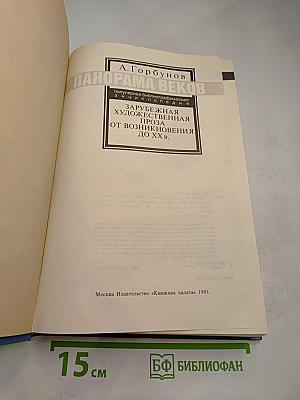 А. Горбунов
ПАНОРАМА ВЕКОВ
популярная библиографическая
энциклопедия
ЗАРУБЕЖНАЯ
ХУДОЖЕСТВЕННАЯ
ПРОЗА
ОТ ВОЗНИКНОВЕНИЯ
ДО XX в.
Москва Издательство «Книжная палата» 1991
15 см
БФ БИБЛИОФАН